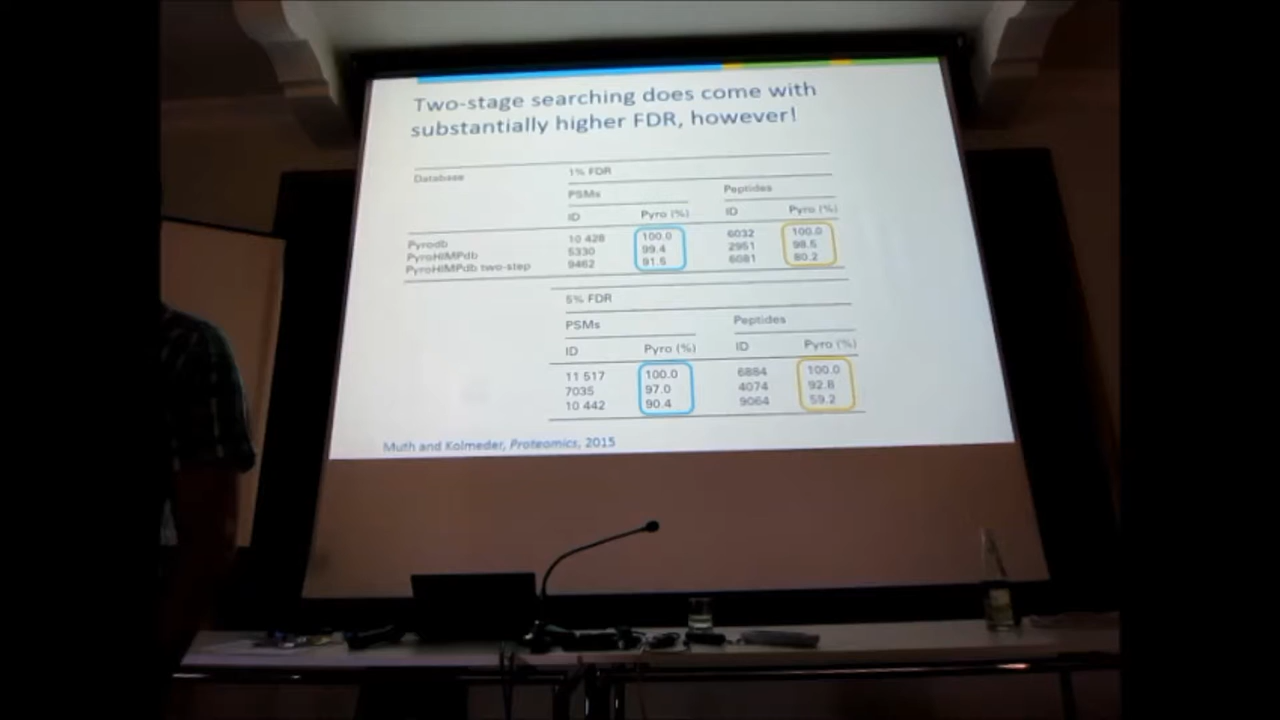 Two-stage searching does come with
substantially higher FDR, however!
Database 1% FDR
PSMs Peptides
ID Pyro (%) ID Pyro (%)
Pyrodb 10 428 100.0 6032 100.0
PyroHIMPdb 5330 99.4 2951 98.5
PyroHIMPdb two-step 9462 91.5 6081 80.2
5% FDR
PSMs Peptides
ID Pyro (%) ID Pyro (%)
11 517 100.0 6884 100.0
7035 97.0 4074 92.8
10 442 90.4 9064 59.2
Muth and Kolmeder, Proteomics, 2015